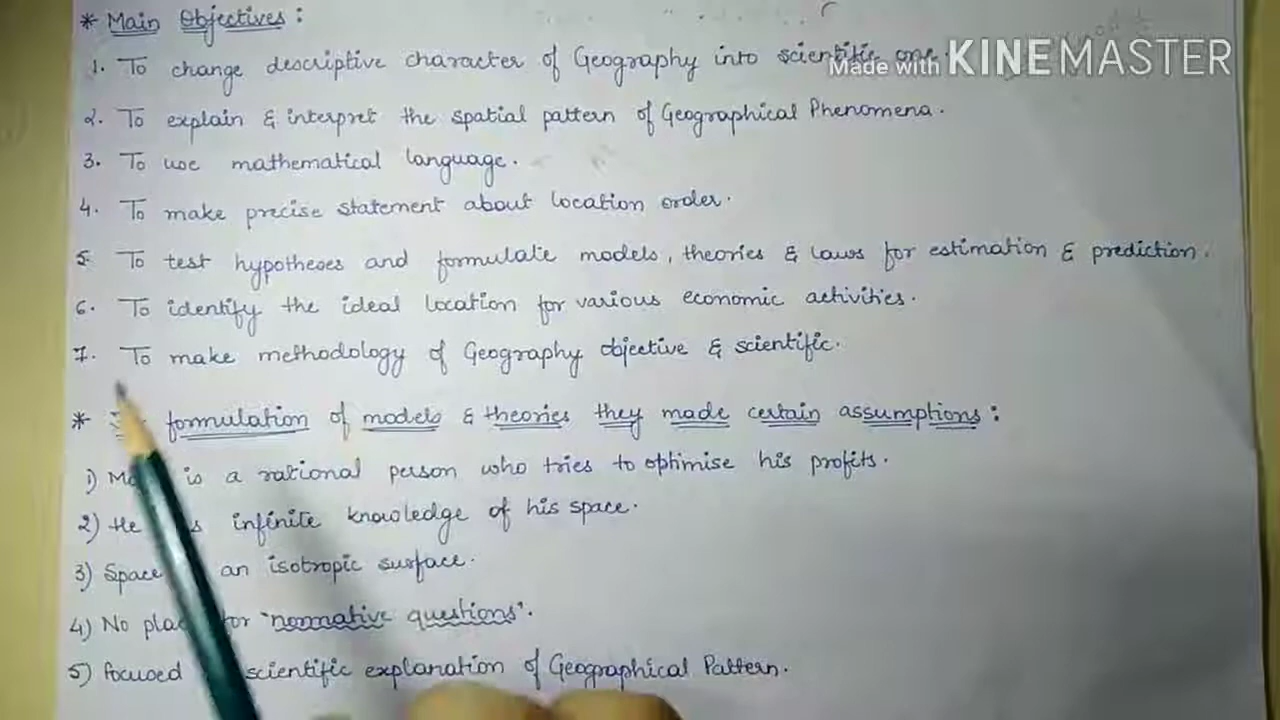 * Main Objectives :
1. To change descriptive character of Geography into scientific one.
Made with KINEMASTER
2. To explain & interpret the spatial pattern of Geographical Phenomena.
3. To use mathematical language.
4. To make precise statement about location order.
5. To test hypotheses and formulate models, theories & laws for estimation & prediction.
6. To identify the ideal location for various economic activities.
7. To make methodology of Geography objective & scientific.
* formulation of models & theories they made certain assumptions :
1) is a rational person who tries to optimise his profits.
2) He infinite knowledge of his space.
3) Space an isotropic surface.
4) No for "normative questions".
5) focused scientific explanation of Geographical Pattern.